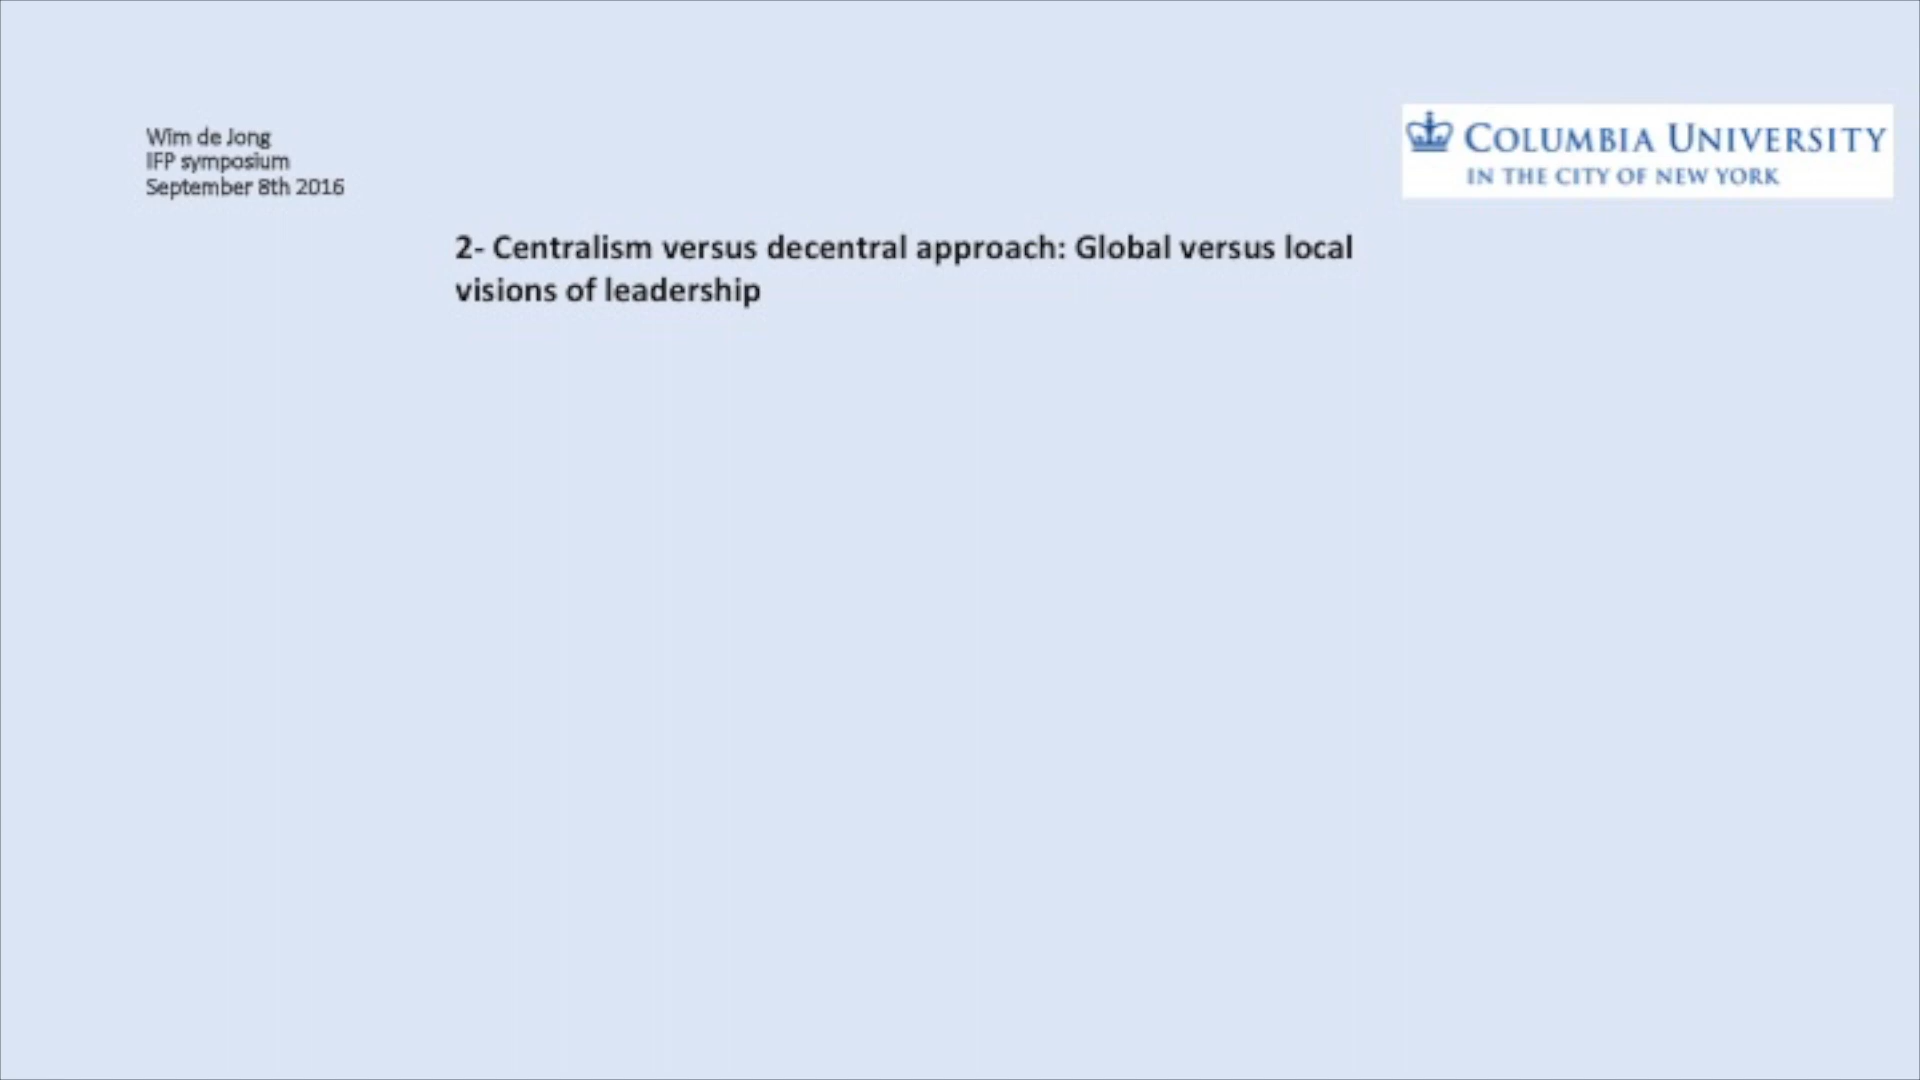 Wim de Jong
IFP symposium
September 8th 2016
COLUMBIA UNIVERSITY
IN THE CITY OF NEW YORK
2- Centralism versus decentral approach: Global versus local
visions of leadership